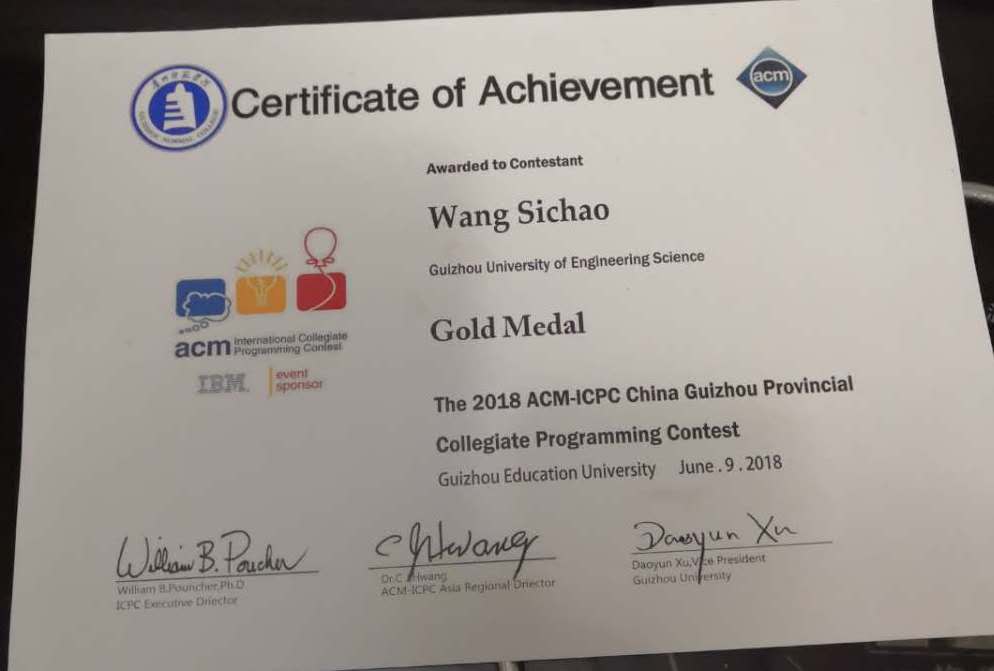 Certificate of Achievement
acm
Awarded to Contestant
Wang Sichao
Guizhou University of Engineering Science
Gold Medal
acm International Collegiate
Programming Contest
IBM. event
sponsor
The 2018 ACM-ICPC China Guizhou Provincial
Collegiate Programming Contest
Guizhou Education University June.9.2018
William B. Poucher
C Hwang
Daoyun Xu
William B.Pouncher,Ph.D
ICPC Executive Driector
Dr.C Hwang
ACM-ICPC Asia Regional Driector
Daoyun Xu,Vice President
Guizhou University